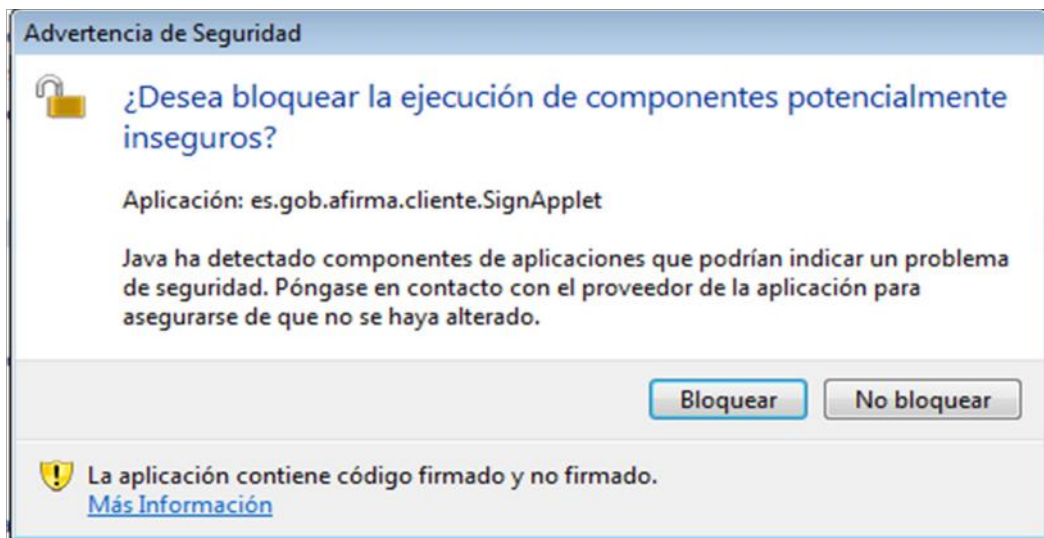 Advertencia de Seguridad
¿Desea bloquear la ejecución de componentes potencialmente
inseguros?
Aplicación: es.gob.afirma.cliente.SignApplet
Java ha detectado componentes de aplicaciones que podrían indicar un problema
de seguridad. Póngase en contacto con el proveedor de la aplicación para
asegurarse de que no se haya alterado.
Bloquear No bloquear
La aplicación contiene código firmado y no firmado.
Más Información